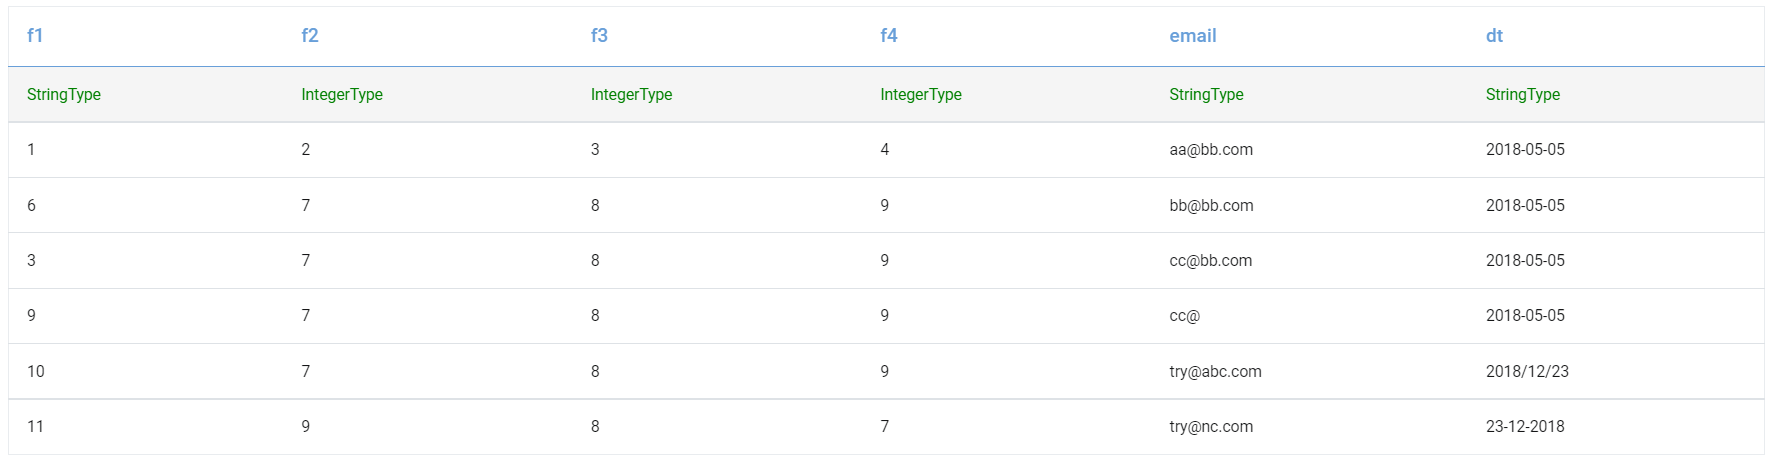 f1 f2 f3 f4 email dt
StringType IntegerType IntegerType IntegerType StringType StringType
1 2 3 4 aa@bb.com 2018-05-05
6 7 8 9 bb@bb.com 2018-05-05
3 7 8 9 cc@bb.com 2018-05-05
9 7 8 9 cc@ 2018-05-05
10 7 8 9 try@abc.com 2018/12/23
11 9 8 7 try@nc.com 23-12-2018